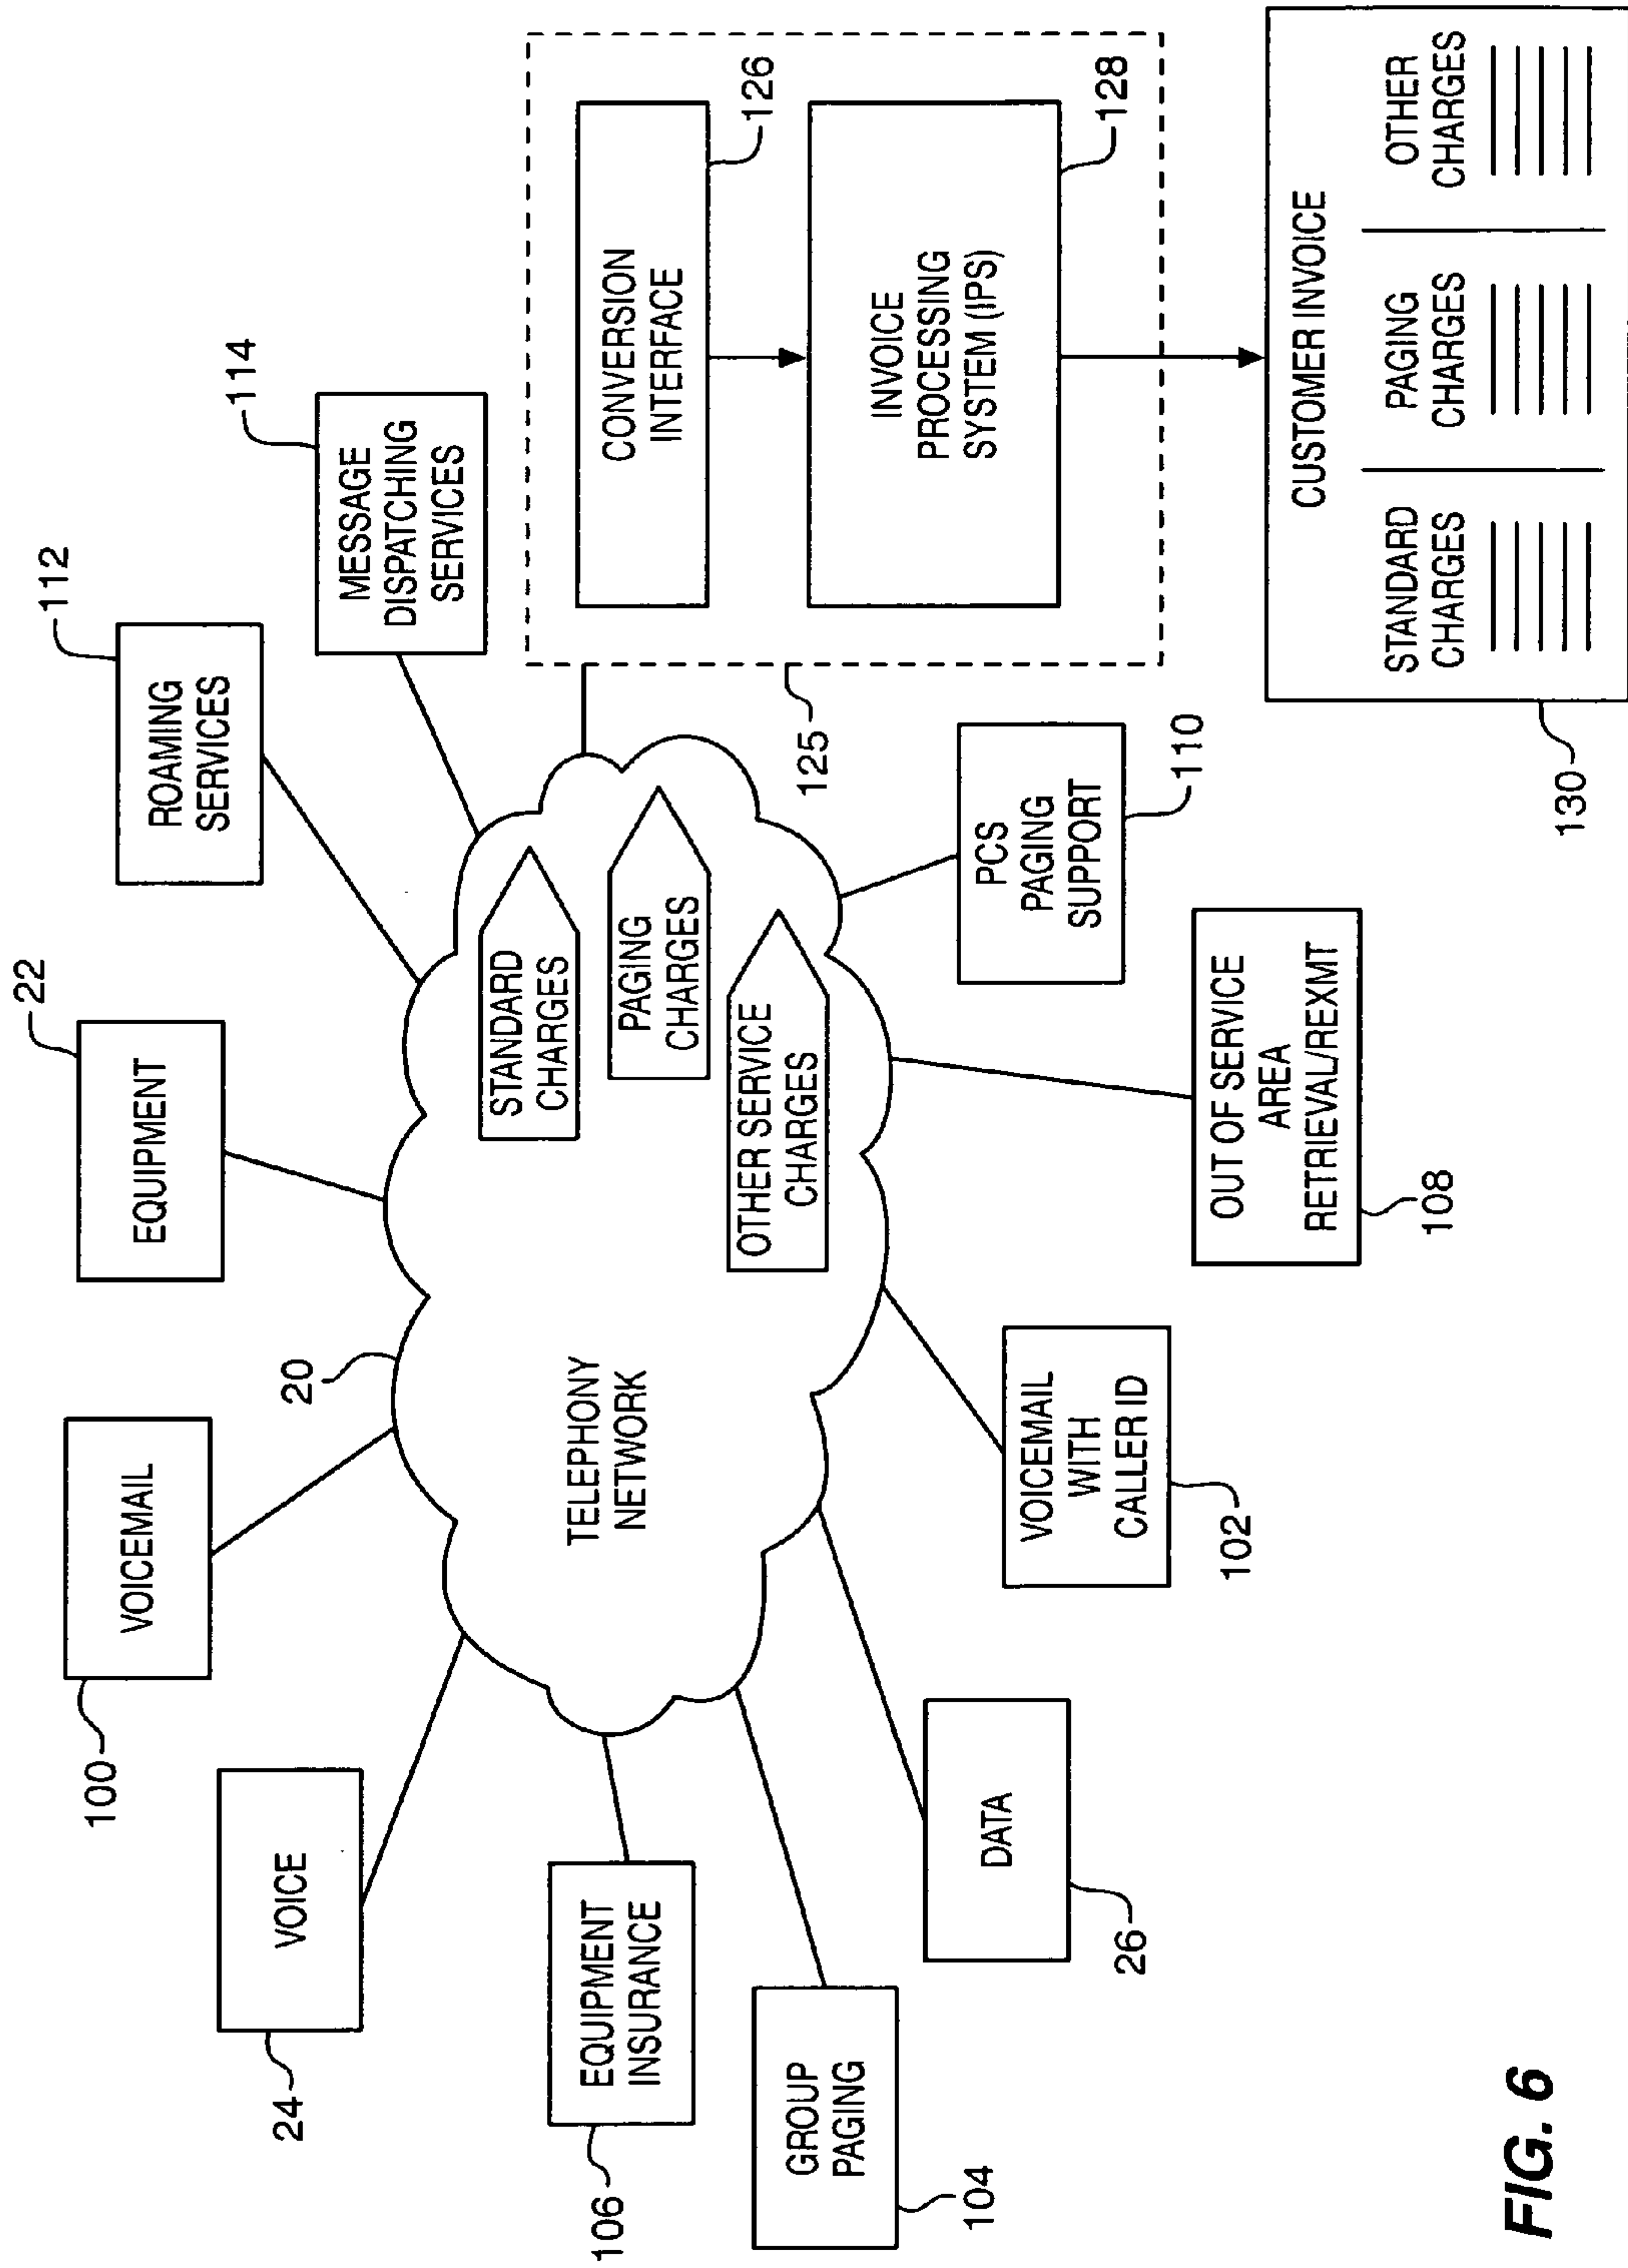 24
VOICE
100
VOICEMAIL
22
EQUIPMENT
112
ROAMING
SERVICES
114
MESSAGE
DISPATCHING
SERVICES
20
TELEPHONY
NETWORK
STANDARD
CHARGES
PAGING
CHARGES
OTHER SERVICE
CHARGES
106
EQUIPMENT
INSURANCE
104
GROUP
PAGING
26
DATA
102
VOICEMAIL
WITH
CALLER ID
108
OUT OF SERVICE
AREA
RETRIEVAL/REXMT
110
PCS
PAGING
SUPPORT
125
CONVERSION
INTERFACE
126
INVOICE
PROCESSING
SYSTEM (IPS)
128
130
CUSTOMER INVOICE
STANDARD
CHARGES
PAGING
CHARGES
OTHER
CHARGES
FIG. 6